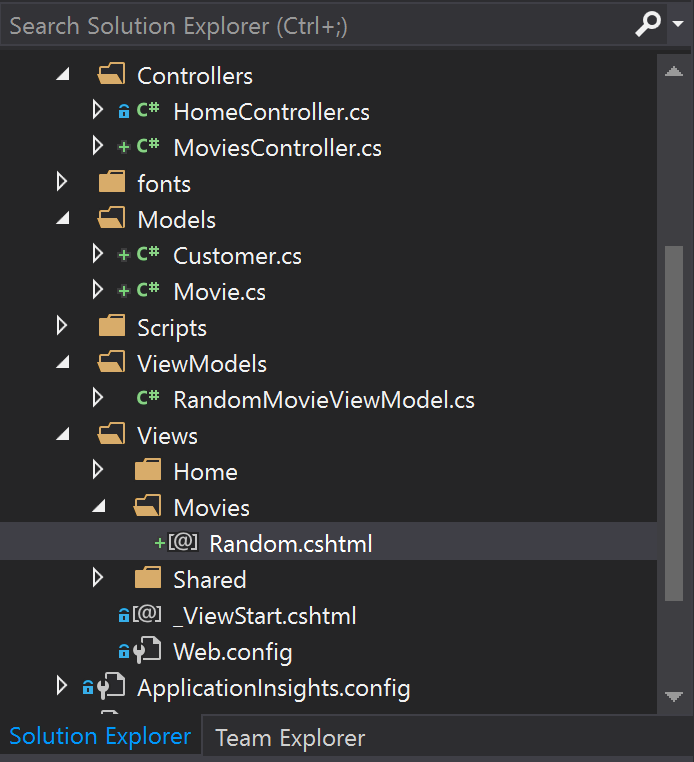 Search Solution Explorer (Ctrl+;)
Controllers
C# HomeController.cs
+ C# MoviesController.cs
fonts
Models
+ C# Customer.cs
+ C# Movie.cs
Scripts
ViewModels
C# RandomMovieViewModel.cs
Views
Home
Movies
+[@] Random.cshtml
Shared
[@] _ViewStart.cshtml
Web.config
ApplicationInsights.config
Solution Explorer Team Explorer